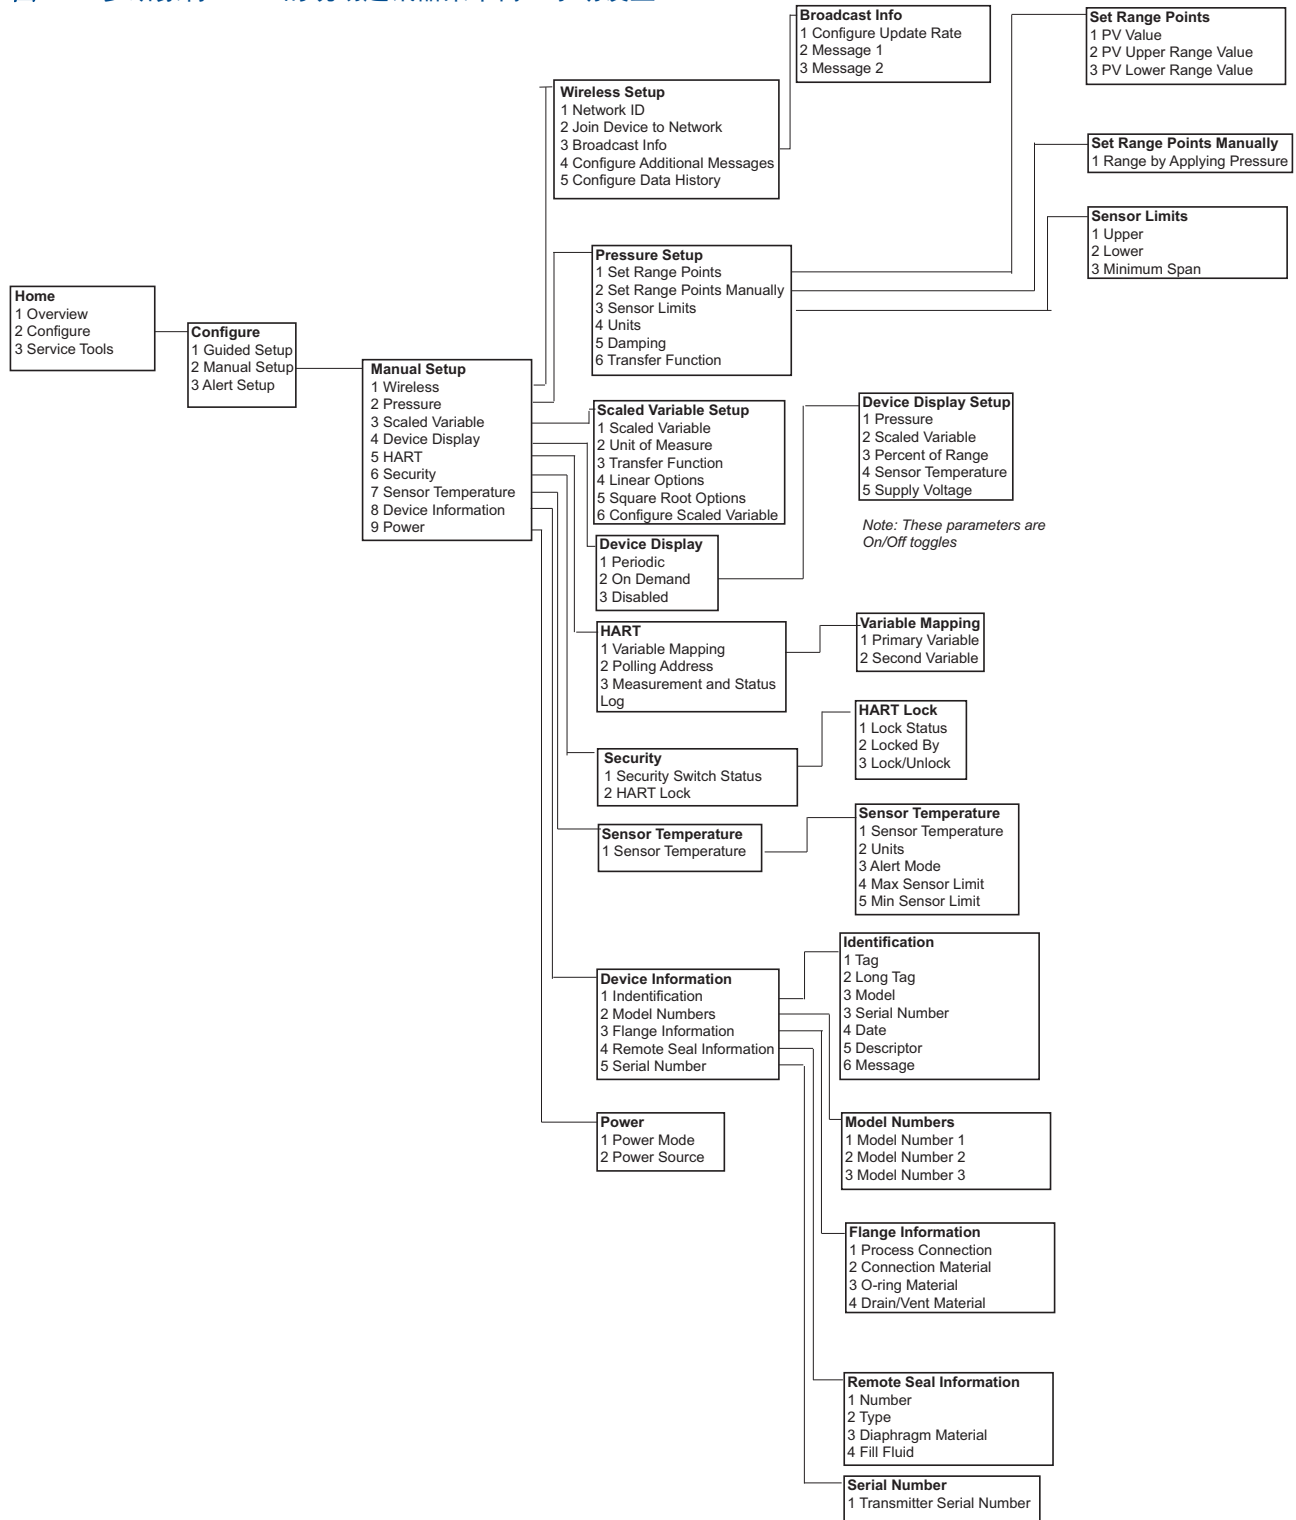 Broadcast Info
1 Configure Update Rate
2 Message 1
3 Message 2
Set Range Points
1 PV Value
2 PV Upper Range Value
3 PV Lower Range Value
Wireless Setup
1 Network ID
2 Join Device to Network
3 Broadcast Info
4 Configure Additional Messages
5 Configure Data History
Set Range Points Manually
1 Range by Applying Pressure
Sensor Limits
1 Upper
2 Lower
3 Minimum Span
Pressure Setup
1 Set Range Points
2 Set Range Points Manually
3 Sensor Limits
4 Units
5 Damping
6 Transfer Function
Home
1 Overview
2 Configure
3 Service Tools
Configure
1 Guided Setup
2 Manual Setup
3 Alert Setup
Manual Setup
1 Wireless
2 Pressure
3 Scaled Variable
4 Device Display
5 HART
6 Security
7 Sensor Temperature
8 Device Information
9 Power
Scaled Variable Setup
1 Scaled Variable
2 Unit of Measure
3 Transfer Function
4 Linear Options
5 Square Root Options
6 Configure Scaled Variable
Device Display Setup
1 Pressure
2 Scaled Variable
3 Percent of Range
4 Sensor Temperature
5 Supply Voltage
Note: These parameters are
On/Off toggles
Device Display
1 Periodic
2 On Demand
3 Disabled
HART
1 Variable Mapping
2 Polling Address
3 Measurement and Status
Log
Variable Mapping
1 Primary Variable
2 Second Variable
HART Lock
1 Lock Status
2 Locked By
3 Lock/Unlock
Security
1 Security Switch Status
2 HART Lock
Sensor Temperature
1 Sensor Temperature
Sensor Temperature
1 Sensor Temperature
2 Units
3 Alert Mode
4 Max Sensor Limit
5 Min Sensor Limit
Device Information
1 Indentification
2 Model Numbers
3 Flange Information
4 Remote Seal Information
5 Serial Number
Identification
1 Tag
2 Long Tag
3 Model
3 Serial Number
4 Date
5 Descriptor
6 Message
Power
1 Power Mode
2 Power Source
Model Numbers
1 Model Number 1
2 Model Number 2
3 Model Number 3
Flange Information
1 Process Connection
2 Connection Material
3 O-ring Material
4 Drain/Vent Material
Remote Seal Information
1 Number
2 Type
3 Diaphragm Material
4 Fill Fluid
Serial Number
1 Transmitter Serial Number